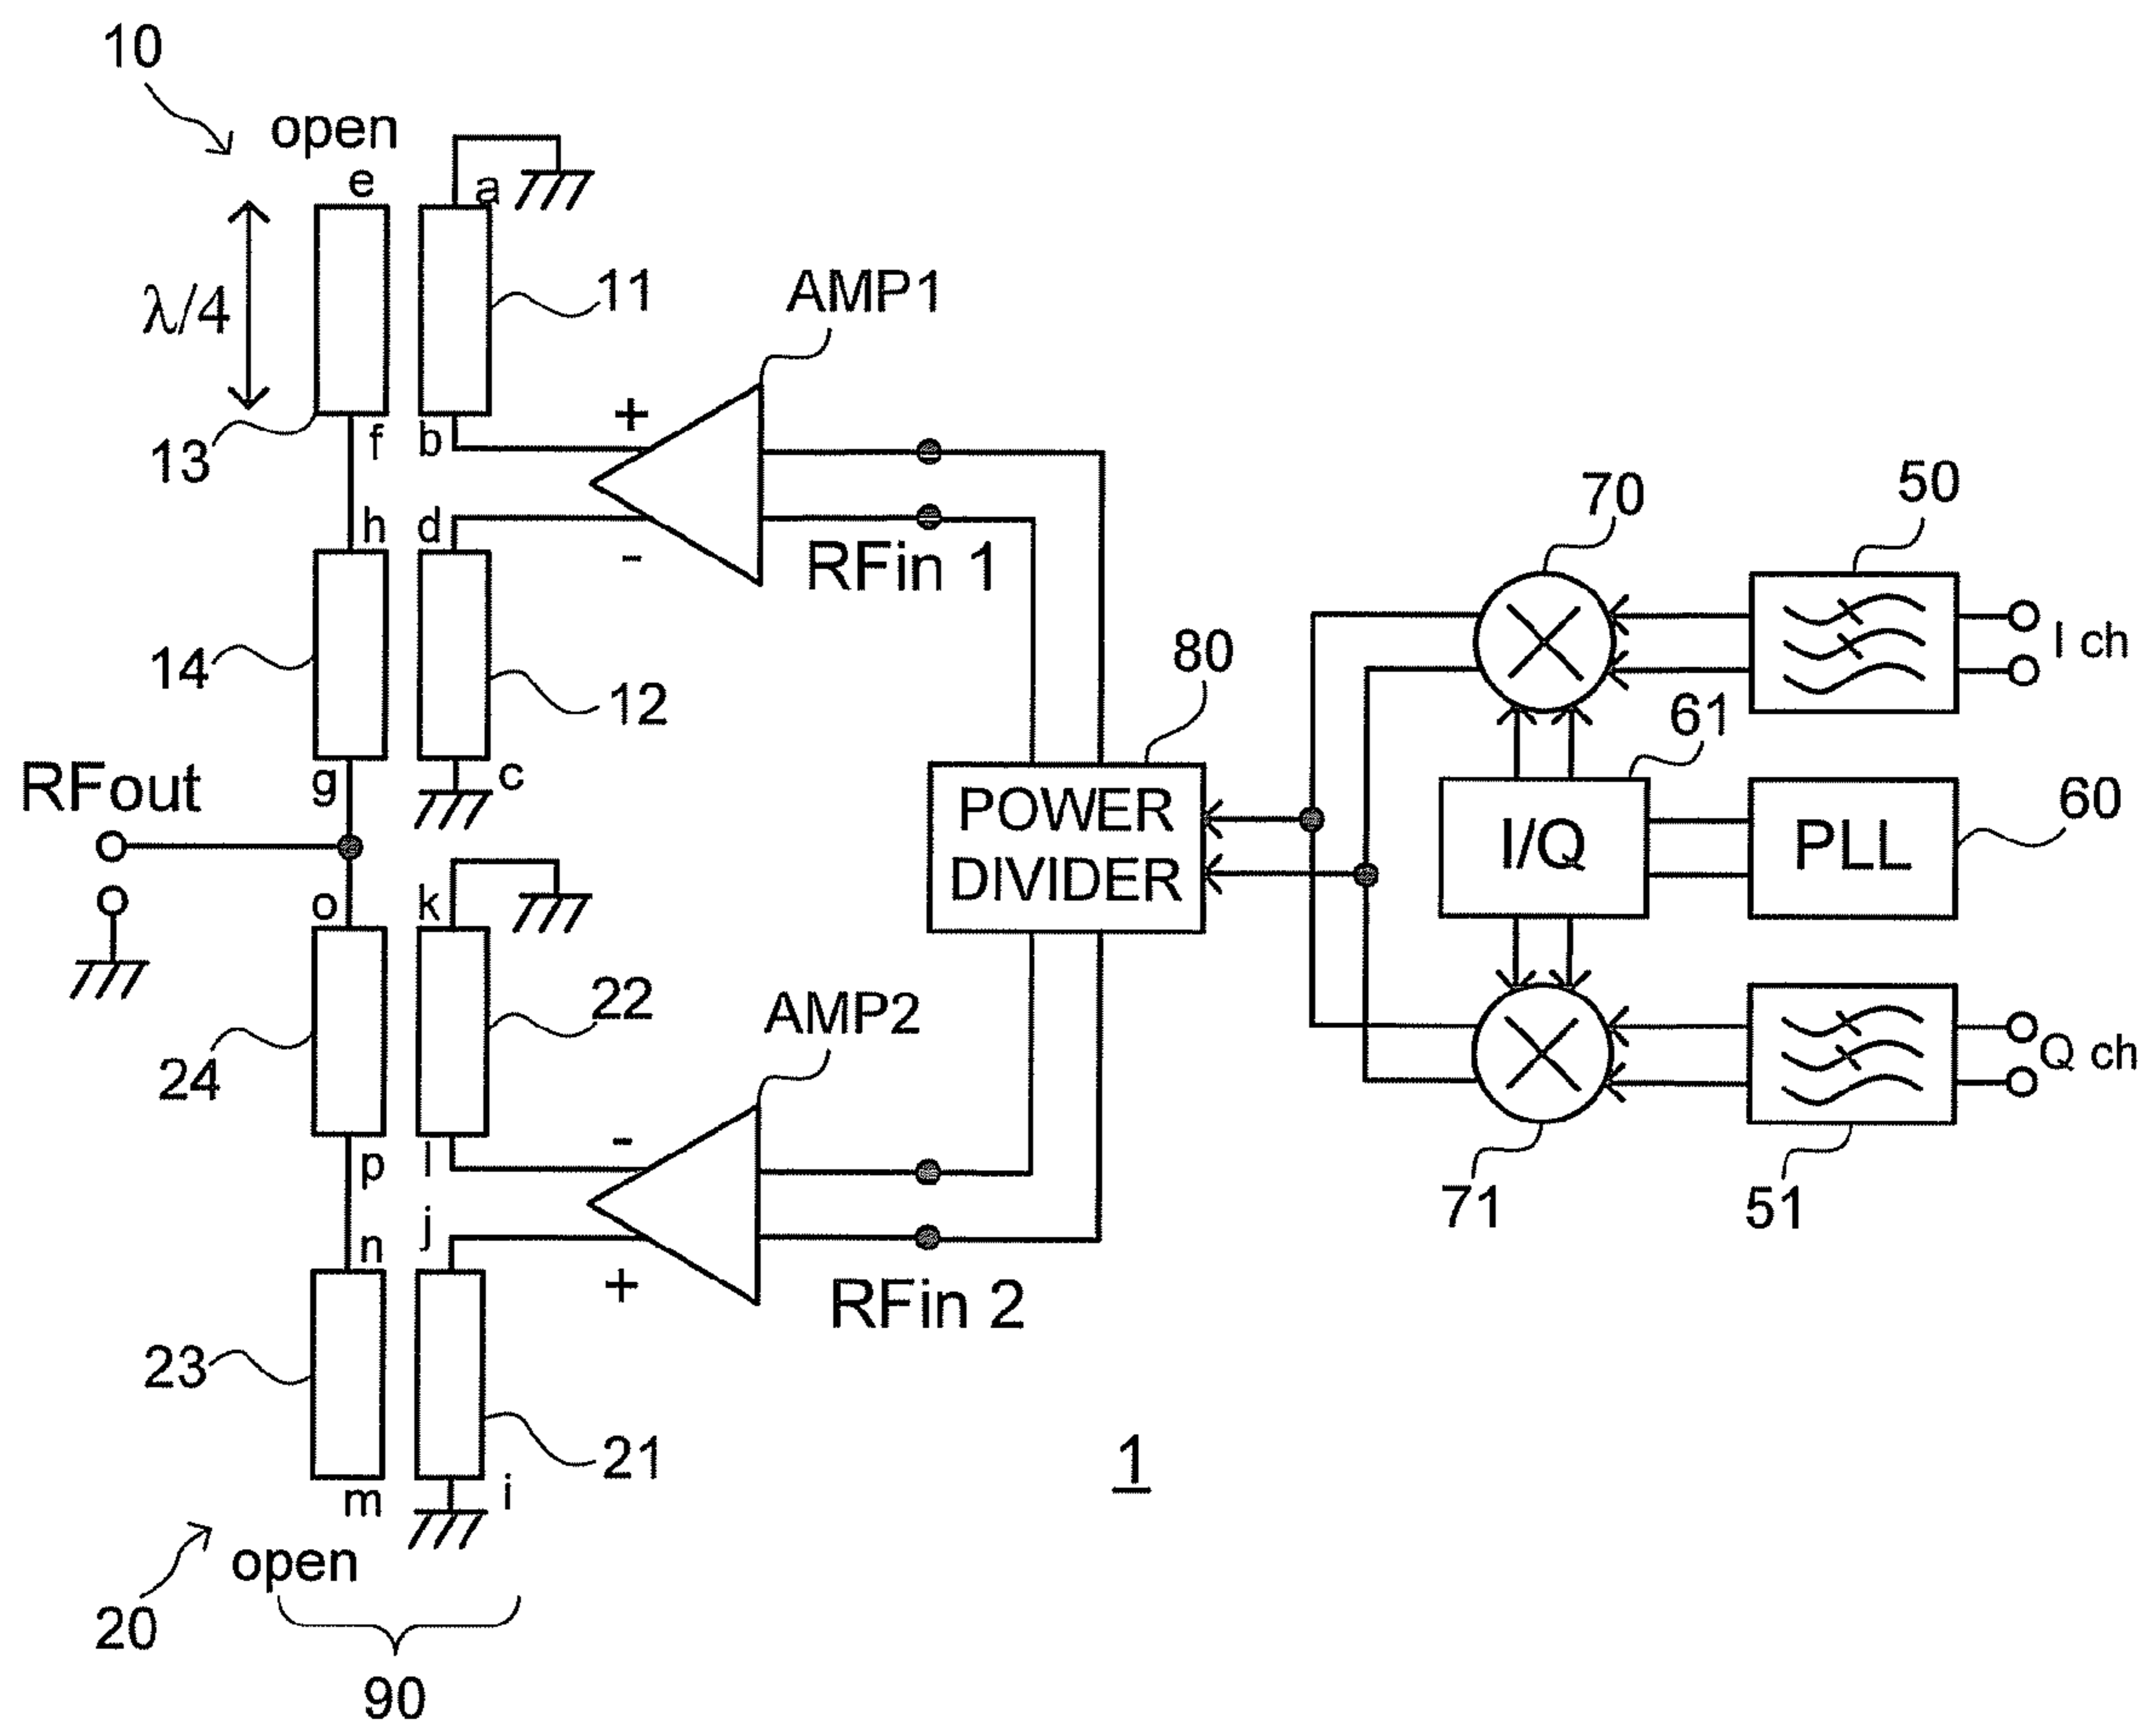 10
open
e
a
λ/4
11
AMP1
+
13
f
b
70
50
h
d
-
RFin 1
I ch
14
12
80
61
RFout
g
c
POWER
DIVIDER
I/Q
PLL
60
o
k
22
AMP2
24
-
Q ch
p
l
71
51
j
n
+
RFin 2
23
21
1
m
i
open
20
90